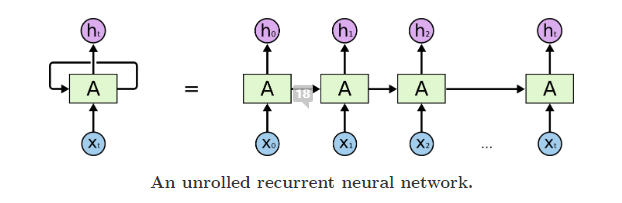 hₜ h₀ h₁ h₂ hₜ
A = A 18 A A A
xₜ x₀ x₁ x₂ ... xₜ
An unrolled recurrent neural network.